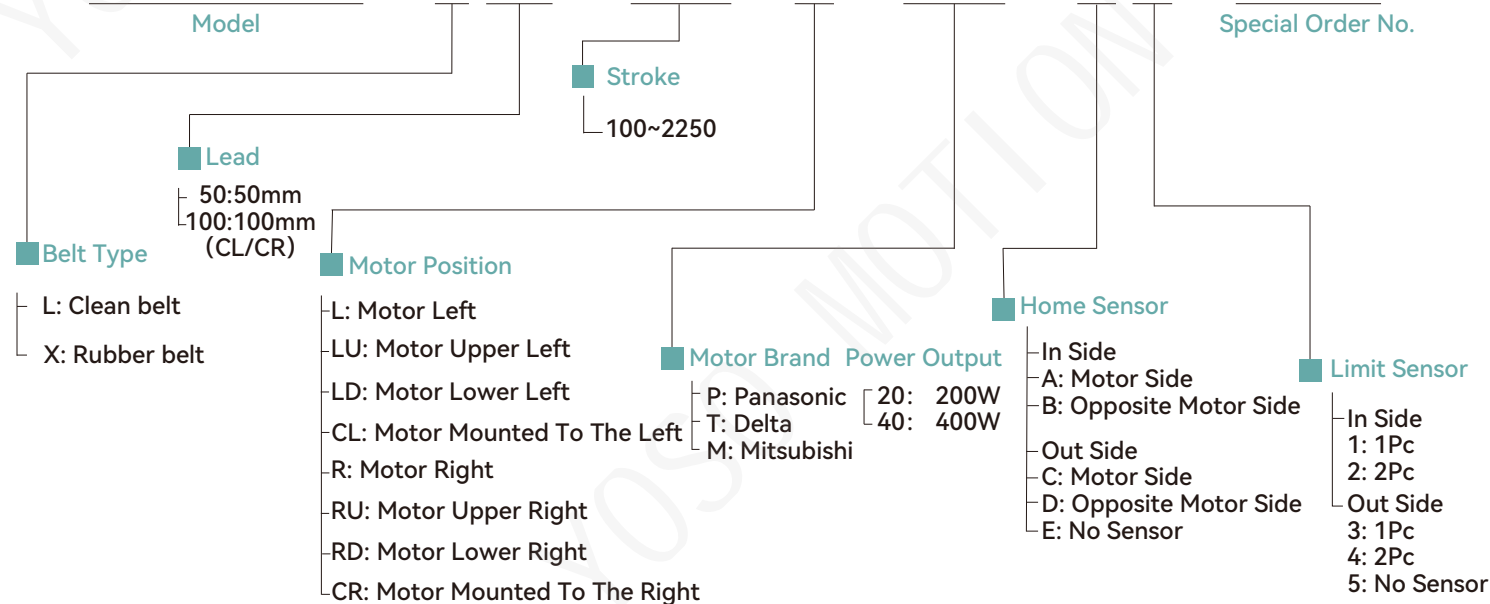 Model
Special Order No.
Stroke
100~2250
Lead
50:50mm
100:100mm
(CL/CR)
Belt Type
L: Clean belt
X: Rubber belt
Motor Position
L: Motor Left
LU: Motor Upper Left
LD: Motor Lower Left
CL: Motor Mounted To The Left
R: Motor Right
RU: Motor Upper Right
RD: Motor Lower Right
CR: Motor Mounted To The Right
Motor Brand Power Output
P: Panasonic 20: 200W
T: Delta 40: 400W
M: Mitsubishi
Home Sensor
In Side
A: Motor Side
B: Opposite Motor Side
Out Side
C: Motor Side
D: Opposite Motor Side
E: No Sensor
Limit Sensor
In Side
1: 1Pc
2: 2Pc
Out Side
3: 1Pc
4: 2Pc
5: No Sensor
YOSO MOTION